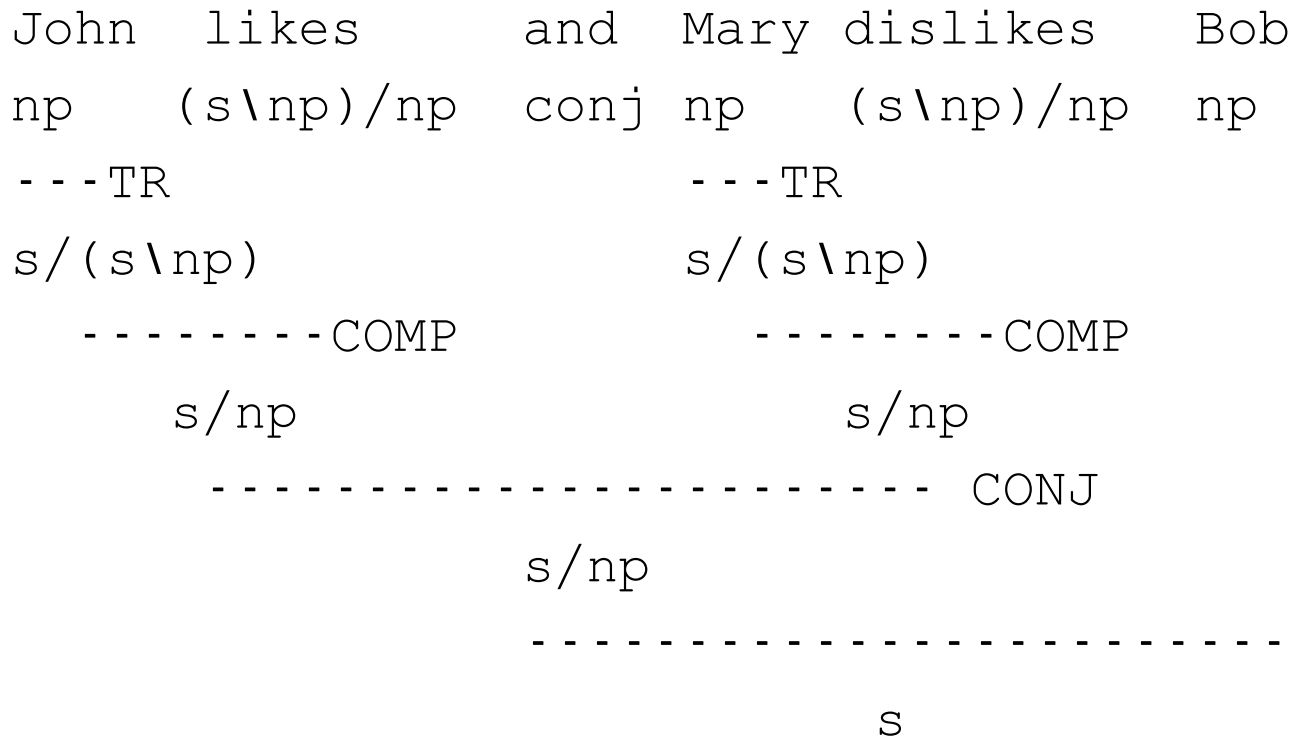 John  likes     and  Mary dislikes   Bob
np   (s\np)/np  conj np   (s\np)/np  np
---TR                ---TR
s/(s\np)             s/(s\np)
  --------COMP         --------COMP
     s/np                 s/np
      ----------------------- CONJ
                s/np
                ------------------------
                           s